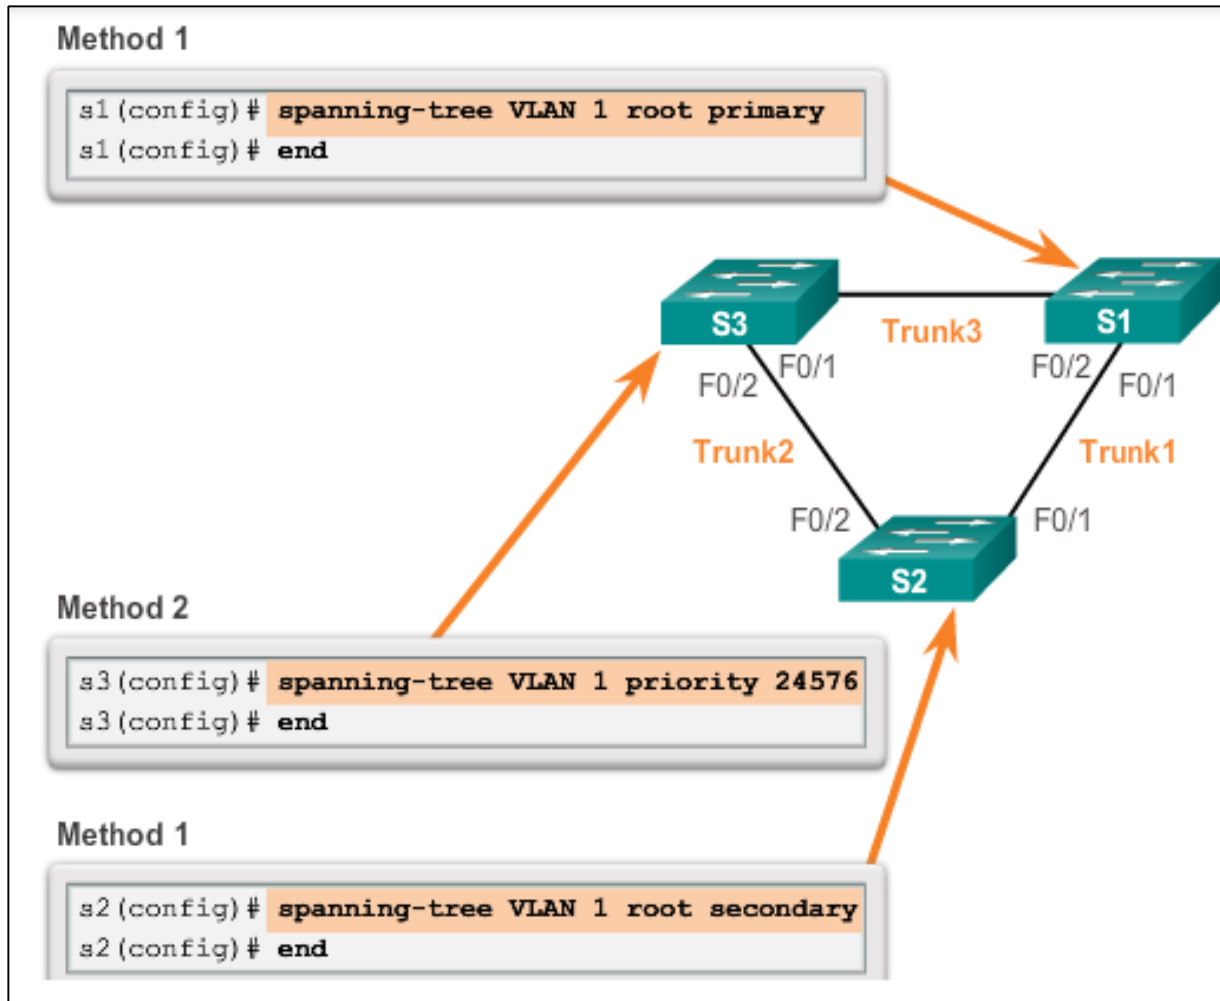 Method 1
s1(config)# spanning-tree VLAN 1 root primary
s1(config)# end
S3
Trunk3
S1
F0/2
F0/1
F0/2
F0/1
Trunk2
Trunk1
F0/2
F0/1
S2
Method 2
s3(config)# spanning-tree VLAN 1 priority 24576
s3(config)# end
Method 1
s2(config)# spanning-tree VLAN 1 root secondary
s2(config)# end